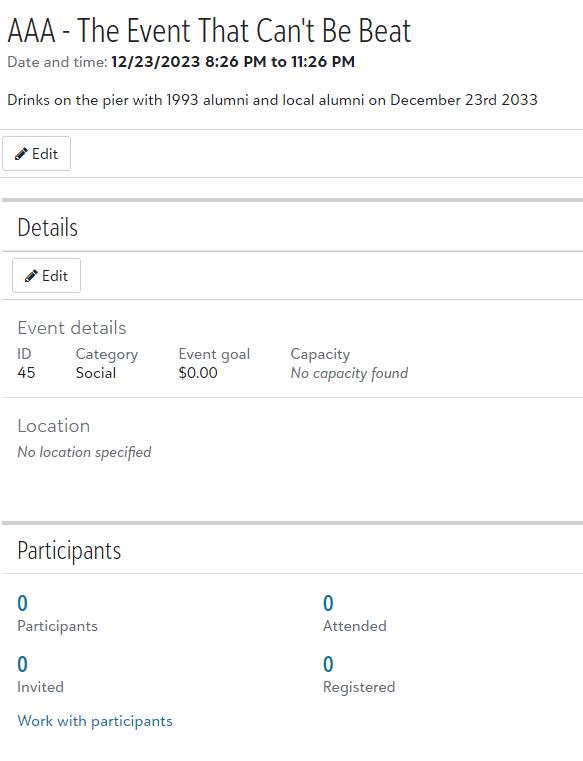 AAA - The Event That Can't Be Beat
Date and time: 12/23/2023 8:26 PM to 11:26 PM
Drinks on the pier with 1993 alumni and local alumni on December 23rd 2033
Edit
Details
Edit
Event details
ID Category Event goal Capacity
45 Social $0.00 No capacity found
Location
No location specified
Participants
0 0
Participants Attended
0 0
Invited Registered
Work with participants